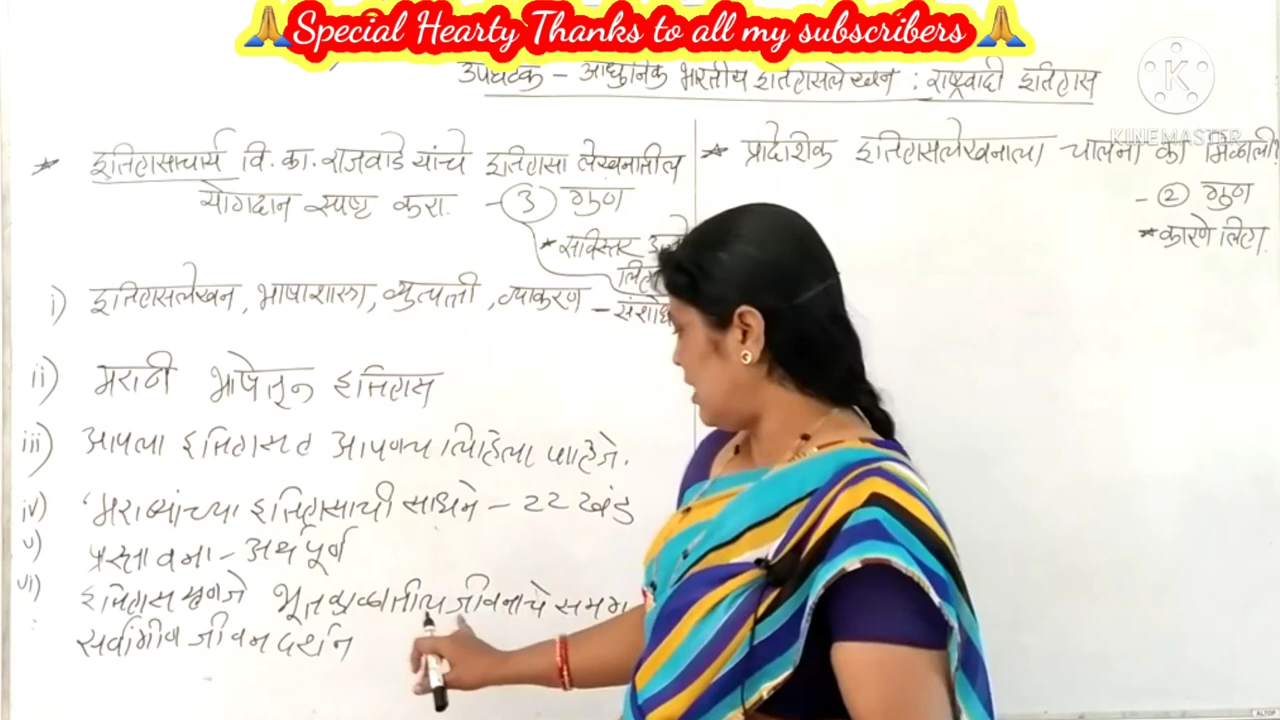 Special Hearty Thanks to all my subscribers
उपघटक - आधुनिक भारतीय इतिहासलेखन : राष्ट्रवादी इतिहास
KINEMASTER
* इतिहासाचार्य वि. का. राजवाडे यांचे इतिहास लेखनातील
योगदान स्पष्ट करा. - ③ गुण
* सविस्तर
i) इतिहासलेखन, भाषाशास्त्र, व्युत्पत्ती, व्याकरण -
ii) मराठी भाषेतून इतिहास
iii) आपला इतिहास आपणच लिहिला पाहिजे.
iv) 'मराठ्यांच्या इतिहासाची साधने - २२ खंड
v) प्रस्तावना - अर्थपूर्ण
vi) इतिहास म्हणजे भूतकाळातील जीवनाचे समग्र
सर्वांगीण जीवन दर्शन
* प्रादेशिक इतिहासलेखनाला चालना का मिळाली
- ② गुण
* कारणे लिहा.
ALTOP